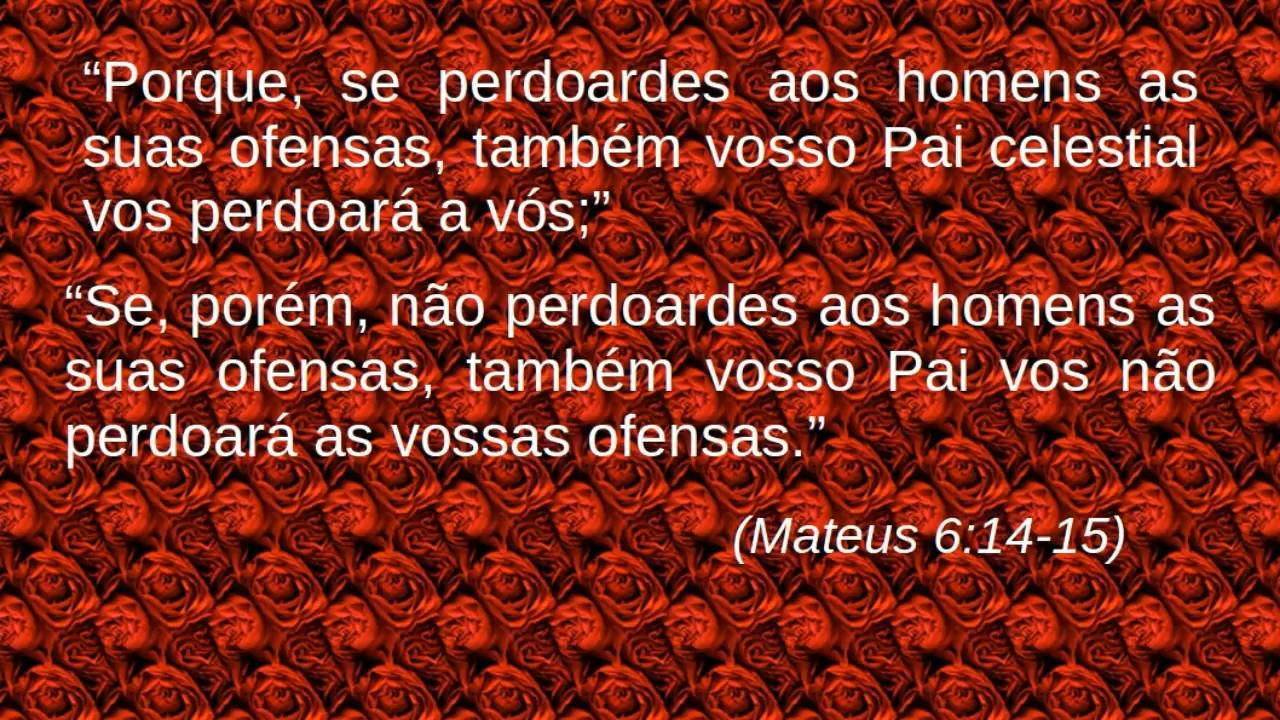 “Porque, se perdoardes aos homens as
suas ofensas, também vosso Pai celestial
vos perdoará a vós;”
“Se, porém, não perdoardes aos homens as
suas ofensas, também vosso Pai vos não
perdoará as vossas ofensas.”
(Mateus 6:14-15)